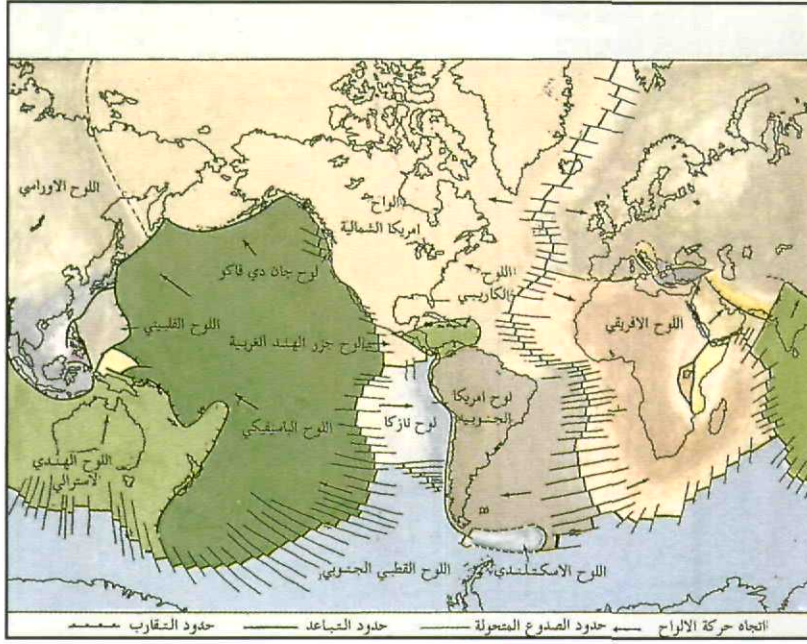 اللوح الاوراسي
الواح
امريكا الشمالية
لوح جان دي فاكو
اللوح
الكاريبي
اللوح الفلبيني
لوح جزر الهند الغربية
اللوح الافريقي
لوح امريكا
الجنوبية
لوح نازكا
اللوح الباسيفيكي
اللوح الهندي
الاسترالي
اللوح القطبي الجنوبي
اللوح الاسكتلندي
اتجاه حركة الالواح
حدود الصدوع المتحولة
حدود التباعد
حدود التقارب